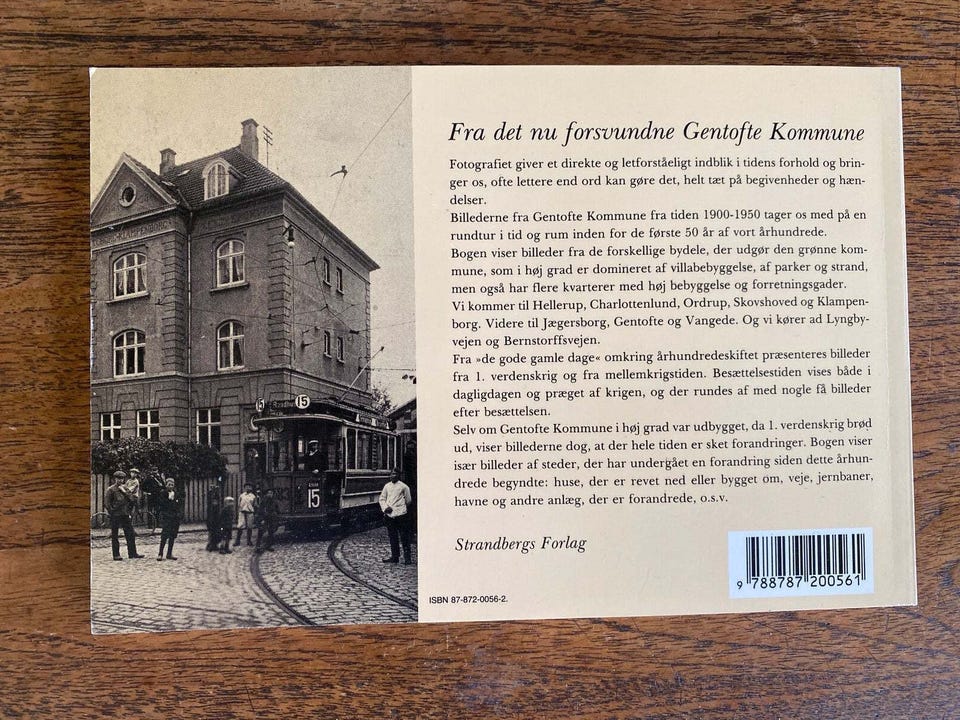 Fra det nu forsvundne Gentofte Kommune
Fotografiet giver et direkte og letforståeligt indblik i tidens forhold og brin-
ger os, ofte lettere end ord kan gøre det, helt tæt på begivenheder og hæn-
delser.
Billederne fra Gentofte Kommune fra tiden 1900-1950 tager os med på en
rundtur i tid og rum inden for de første 50 år af vort århundrede.
Bogen viser billeder fra de forskellige bydele, der udgør den grønne kom-
mune, som i høj grad er domineret af villabebyggelse, af parker og strand,
men også har flere kvarterer med høj bebyggelse og forretningsgader.
Vi kommer til Hellerup, Charlottenlund, Ordrup, Skovshoved og Klampen-
borg. Videre til Jægersborg, Gentofte og Vangede. Og vi kører ad Lyngby-
vejen og Bernstorffsvejen.
Fra »de gode gamle dage« omkring århundredeskiftet præsenteres billeder
fra 1. verdenskrig og fra mellemkrigstiden. Besættelsestiden vises både i
dagligdagen og præget af krigen, og der rundes af med nogle få billeder
efter besættelsen.
Selv om Gentofte Kommune i høj grad var udbygget, da 1. verdenskrig brød
ud, viser billederne dog, at der hele tiden er sket forandringer. Bogen viser
især billeder af steder, der har undergået en forandring siden dette århun-
drede begyndte: huse, der er revet ned eller bygget om, veje, jernbaner,
havne og andre anlæg, der er forandrede, o.s.v.
Strandbergs Forlag
ISBN 87-872-0056-2.
9 788787 200561
15
15
15